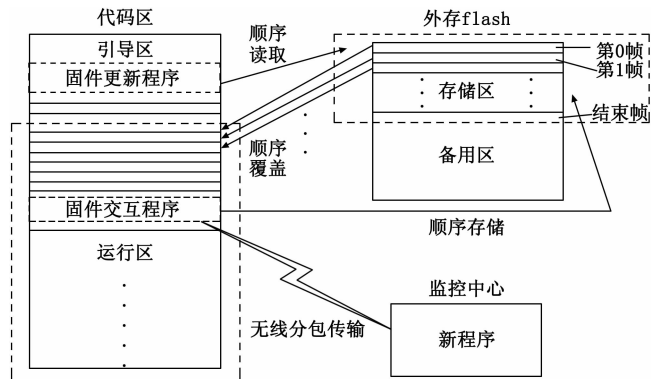 代码区
引导区
固件更新程序
固件交互程序
运行区
顺序
读取
顺序
覆盖
外存flash
第0帧
第1帧
存储区
结束帧
备用区
顺序存储
监控中心
新程序
无线分包传输